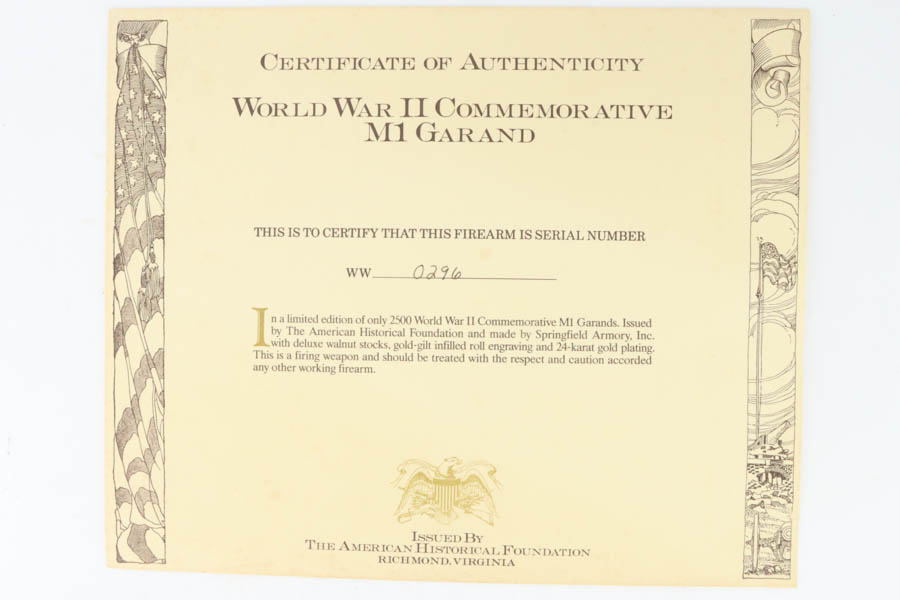 CERTIFICATE OF AUTHENTICITY
WORLD WAR II COMMEMORATIVE
M1 GARAND
THIS IS TO CERTIFY THAT THIS FIREARM IS SERIAL NUMBER
WW 0296
In a limited edition of only 2500 World War II Commemorative M1 Garands. Issued
by The American Historical Foundation and made by Springfield Armory, Inc.
with deluxe walnut stocks, gold-gilt infilled roll engraving and 24-karat gold plating.
This is a firing weapon and should be treated with the respect and caution accorded
any other working firearm.
ISSUED BY
THE AMERICAN HISTORICAL FOUNDATION
RICHMOND, VIRGINIA